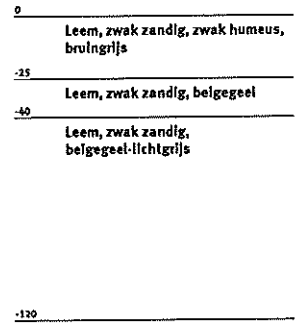 0
Leem, zwak zandig, zwak humeus,
bruingrijs
-25
Leem, zwak zandig, beigegeel
-40
Leem, zwak zandig,
beigegeel-lichtgrijs
-120